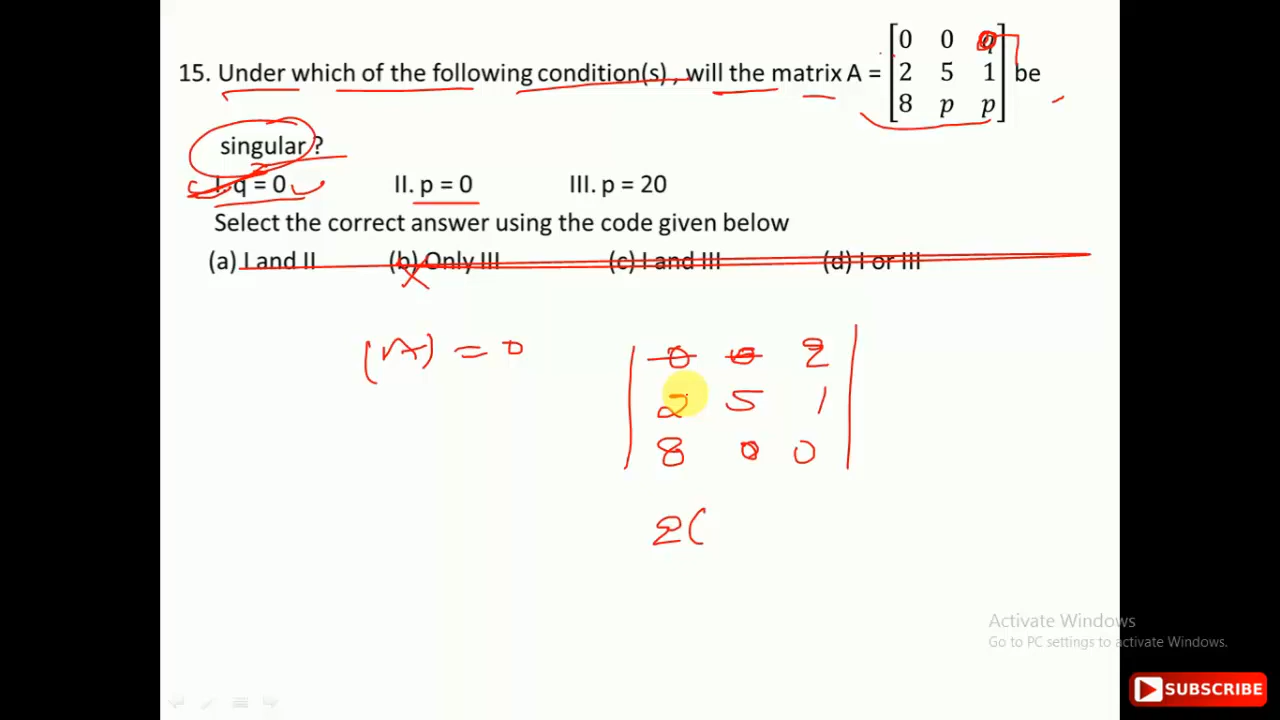 15. Under which of the following condition(s) , will the matrix A = [0 0 q
2 5 1
8 p p] be
singular ?
I. q = 0 II. p = 0 III. p = 20
Select the correct answer using the code given below
(a) I and II (b) Only III (c) I and III (d) I or III
|A| = 0
0 0 2
2 5 1
8 0 0
2(
Activate Windows
Go to PC settings to activate Windows.
SUBSCRIBE